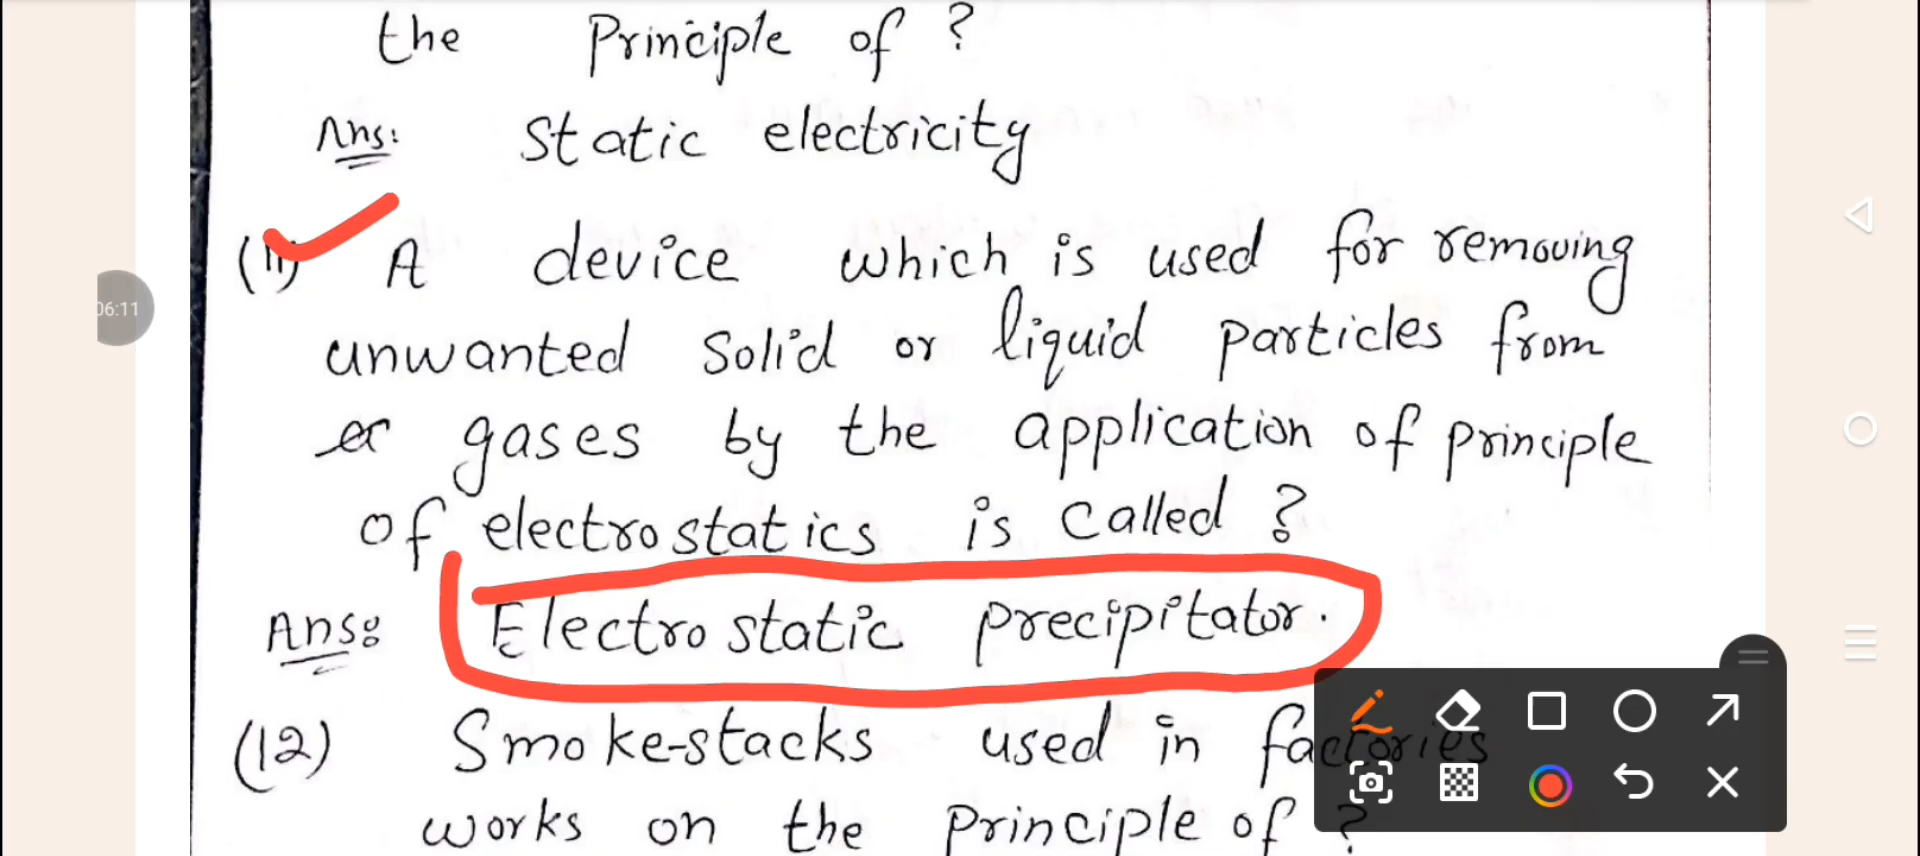 the Principle of ?
Ans: Static electricity
(11) A device which is used for removing
unwanted solid or liquid particles from
gases by the application of principle
of electrostatics is called ?
Ans: Electro static precipitator.
(12) Smoke-stacks used in factories
works on the principle of ?
06:11